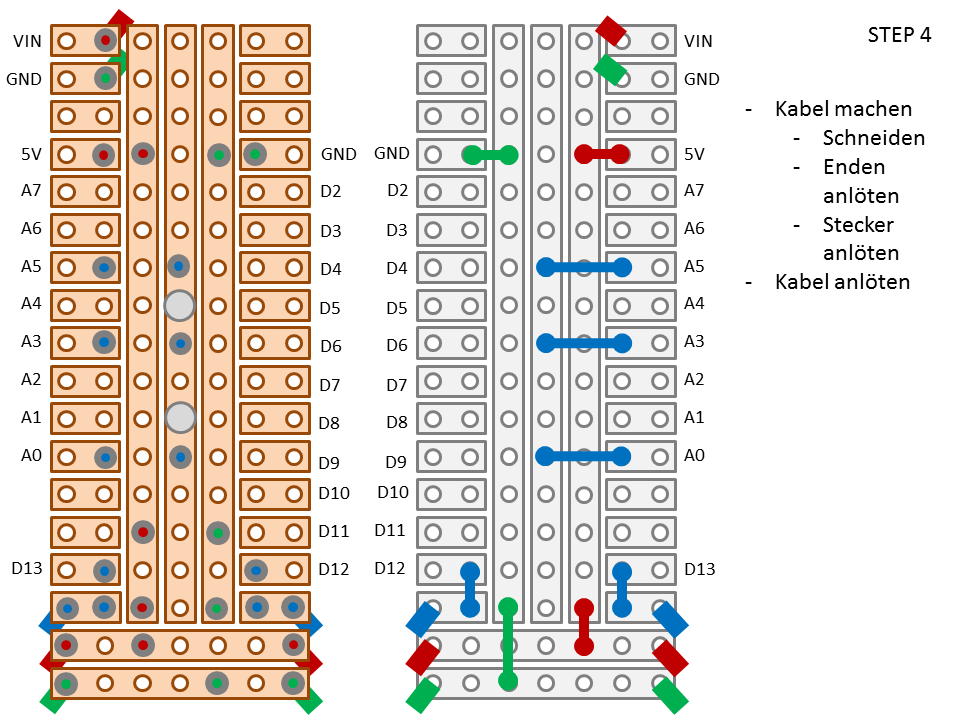 STEP 4
VIN VIN
GND GND
5V GND GND 5V
A7 D2 D2 A7
A6 D3 D3 A6
A5 D4 D4 A5
A4 D5 D5 A4
A3 D6 D6 A3
A2 D7 D7 A2
A1 D8 D8 A1
A0 D9 D9 A0
D10 D10
D11 D11
D13 D12 D12 D13
- Kabel machen
- Schneiden
- Enden
anlöten
- Stecker
anlöten
- Kabel anlöten